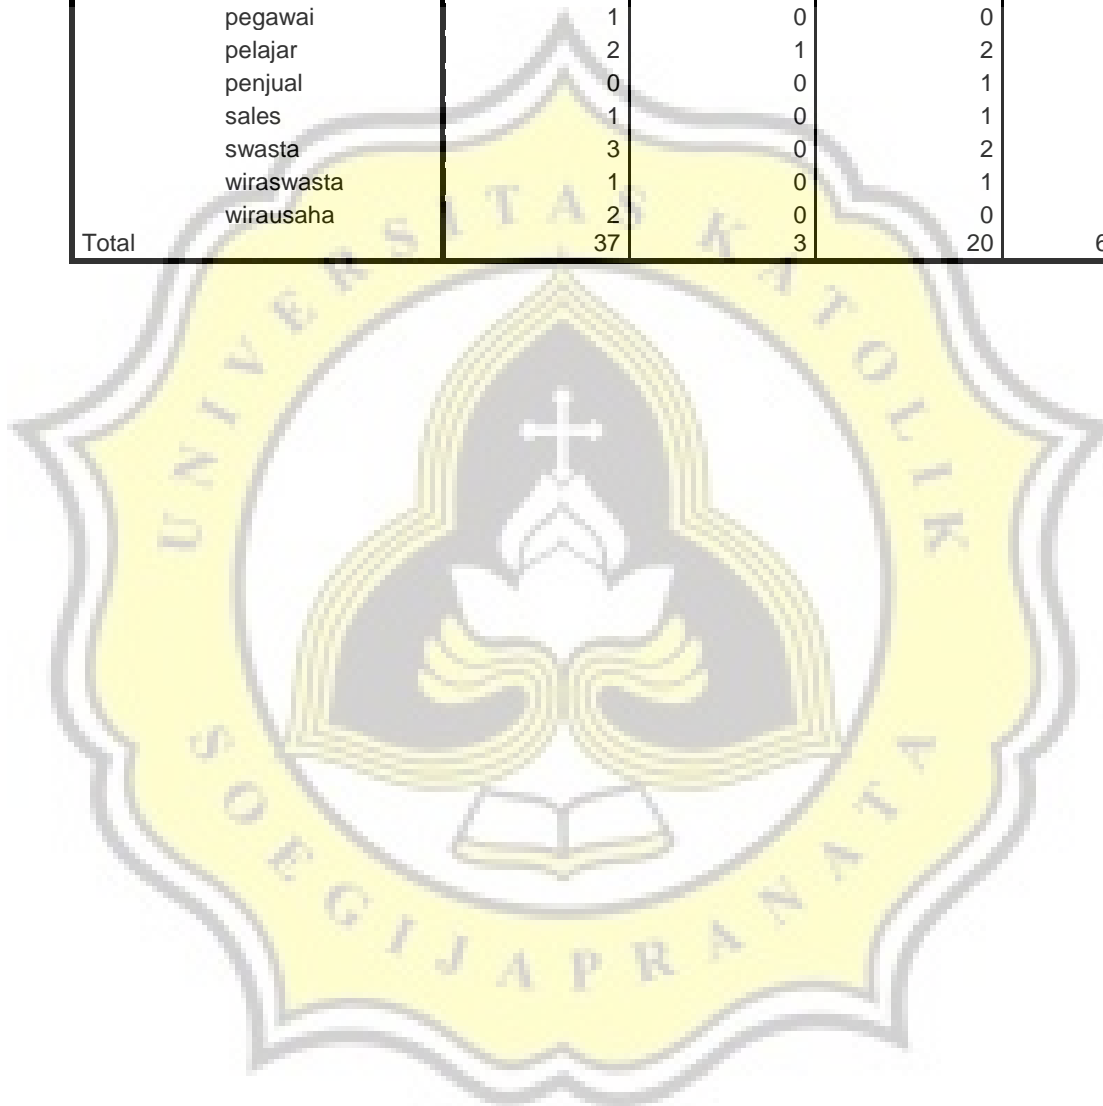 pegawai 1 0 0
pelajar 2 1 2
penjual 0 0 1
sales 1 0 1
swasta 3 0 2
wiraswasta 1 0 1
wirausaha 2 0 0
Total 37 3 20
UNIVERSITAS KATOLIK
SOEGIJAPRANATA